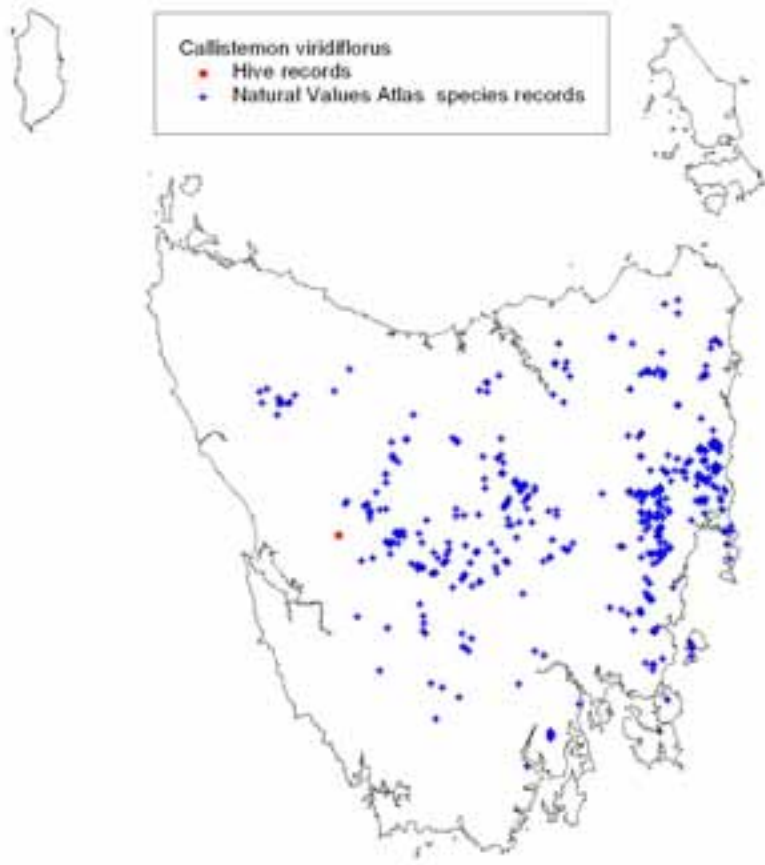 Callistemon viridiflorus
Hive records
Natural Values Atlas species records